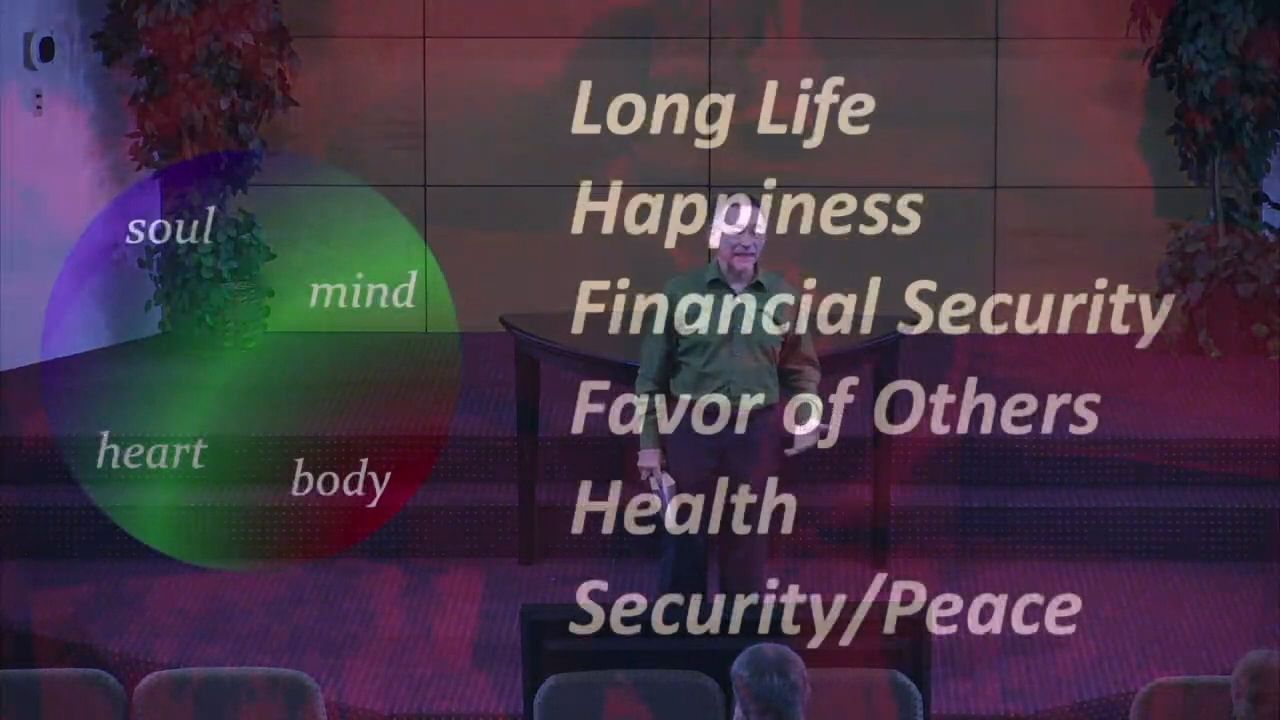 soul
mind
heart
body
Long Life
Happiness
Financial Security
Favor of Others
Health
Security/Peace